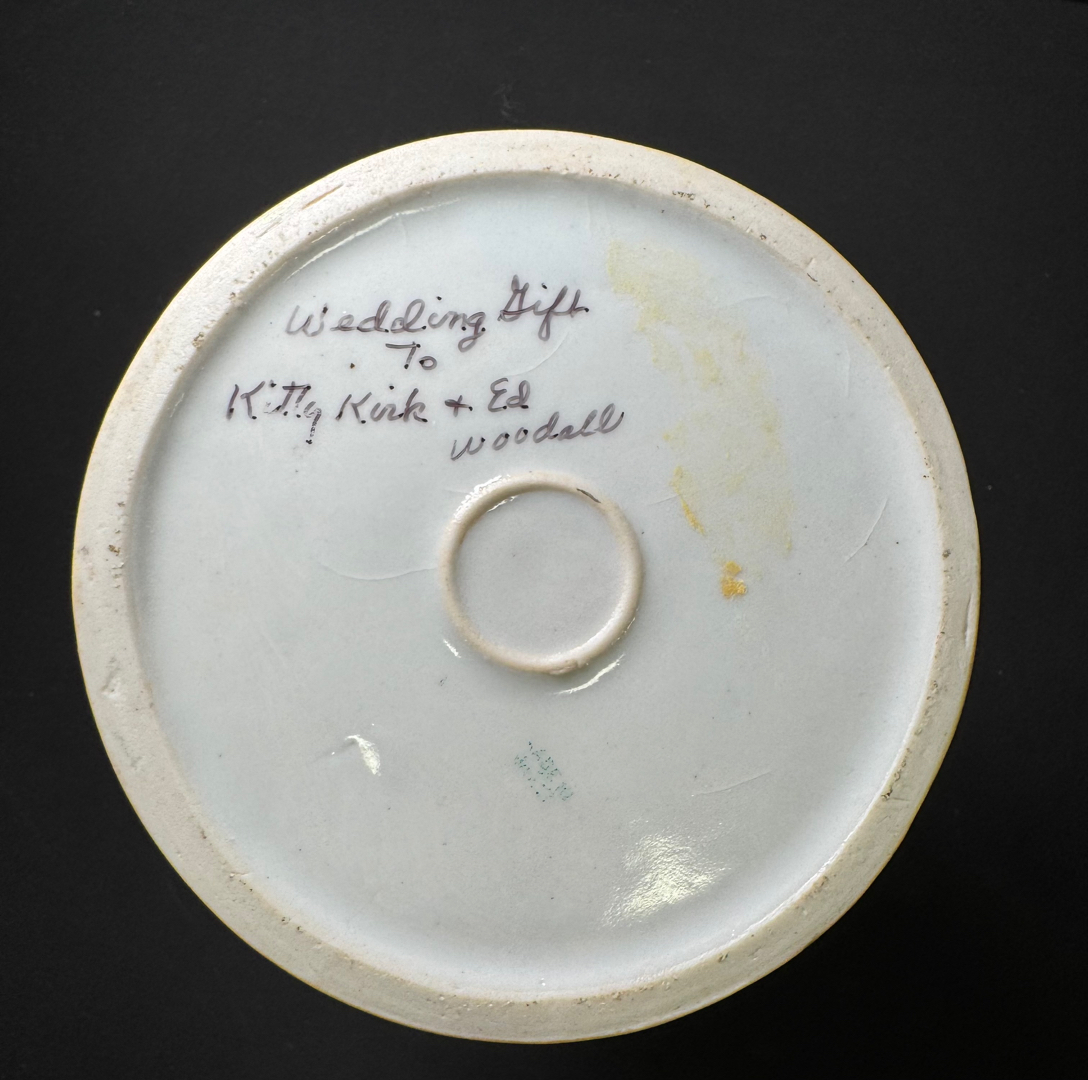 Wedding Gift
To
Kitty Kirk + Ed
Woodall